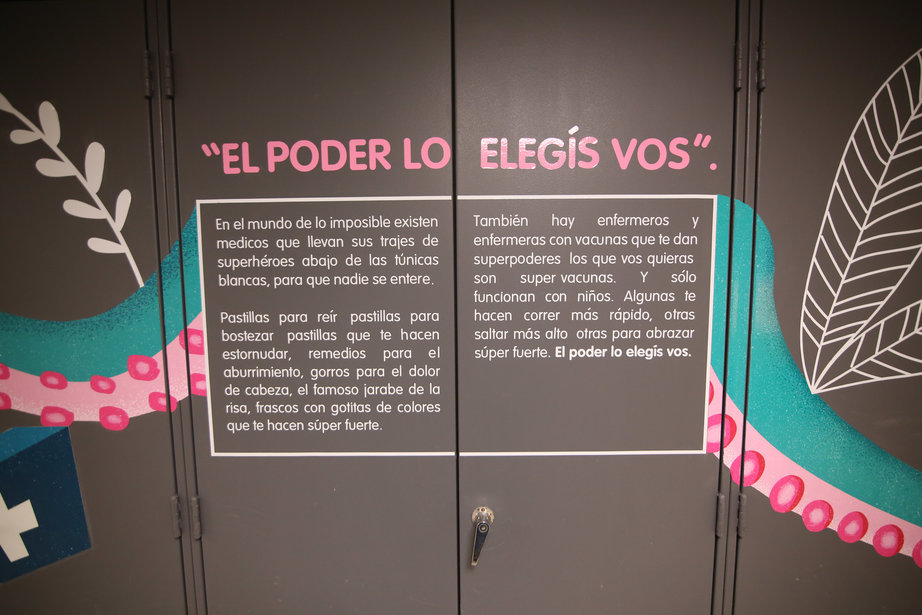 "EL PODER LO ELEGÍS VOS".
En el mundo de lo imposible existen
medicos que llevan sus trajes de
superhéroes abajo de las túnicas
blancas, para que nadie se entere.
Pastillas para reír pastillas para
bostezar pastillas que te hacen
estornudar, remedios para el
aburrimiento, gorros para el dolor
de cabeza, el famoso jarabe de la
risa, frascos con gotitas de colores
que te hacen súper fuerte.
También hay enfermeros y
enfermeras con vacunas que te dan
superpoderes los que vos quieras
son super vacunas. Y sólo
funcionan con niños. Algunas te
hacen correr más rápido, otras
saltar más alto otras para abrazar
súper fuerte. El poder lo elegís vos.